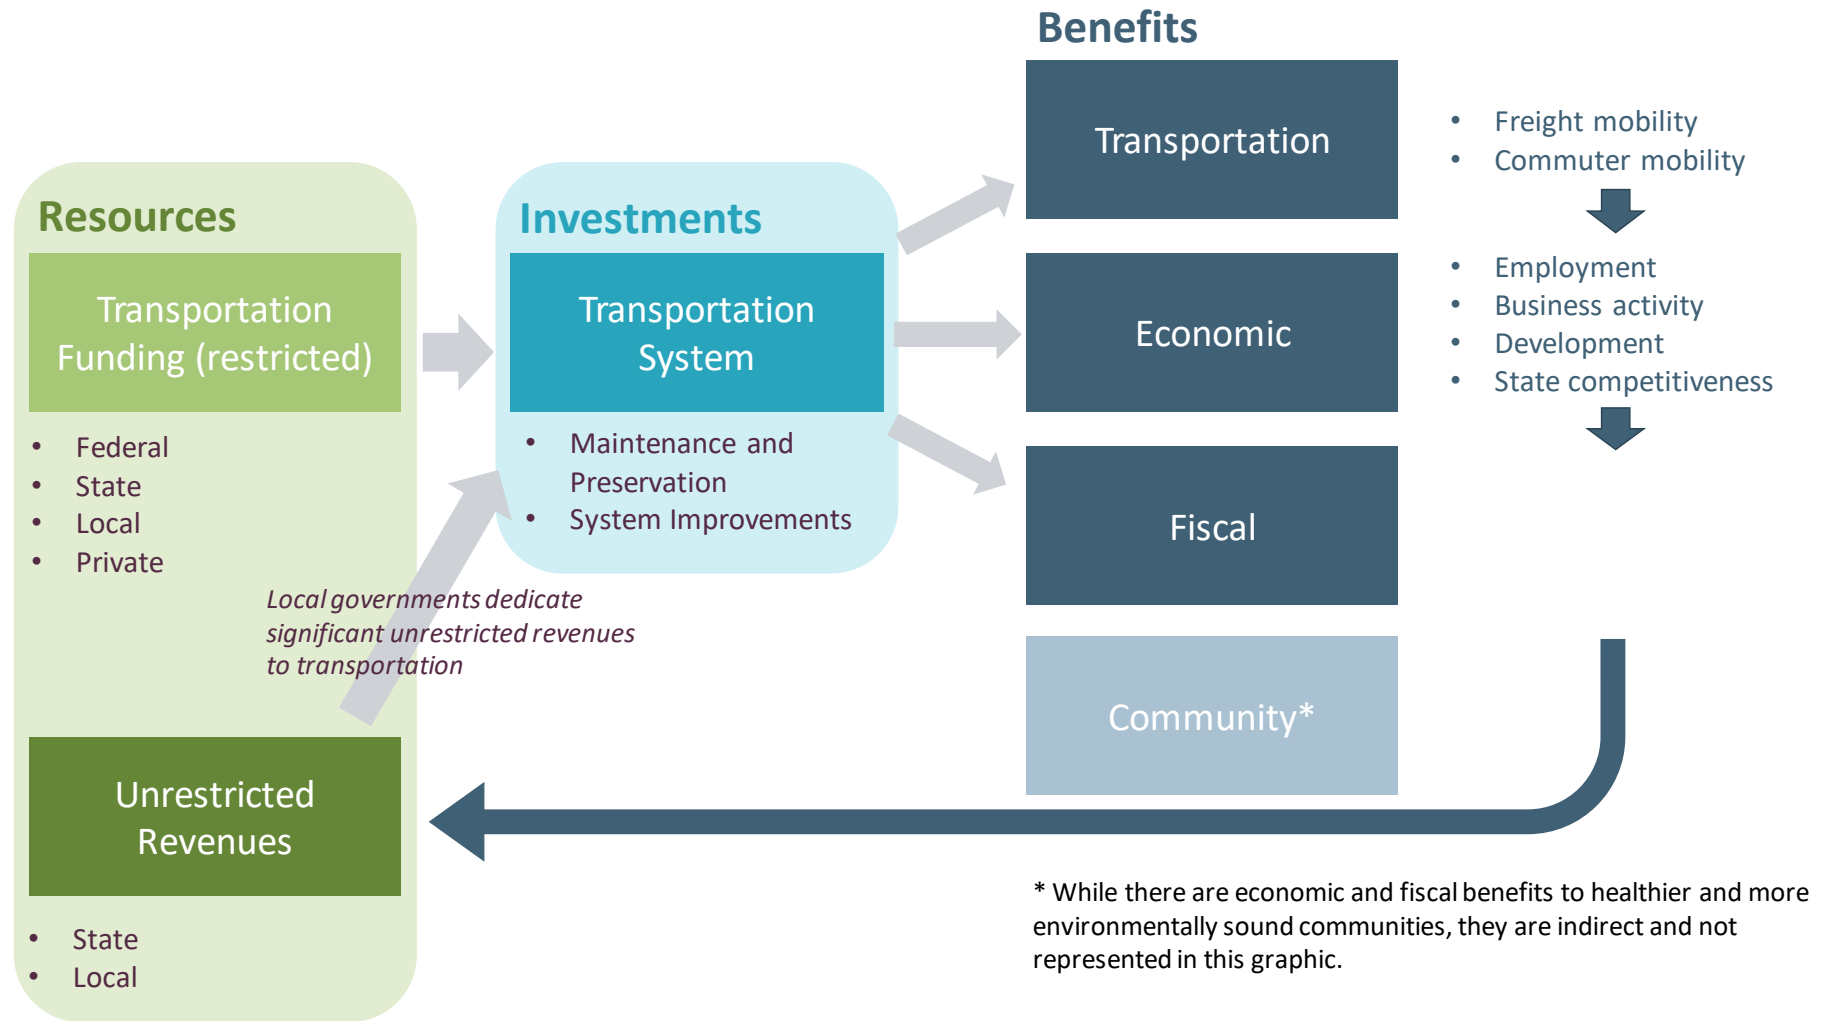 Benefits
Transportation
• Freight mobility
• Commuter mobility
Resources
Investments
Transportation
Funding (restricted)
Transportation
System
Economic
• Employment
• Business activity
• Development
• State competitiveness
• Federal
• State
• Local
• Private
• Maintenance and
Preservation
• System Improvements
Fiscal
Local governments dedicate
significant unrestricted revenues
to transportation
Community*
Unrestricted
Revenues
• State
• Local
* While there are economic and fiscal benefits to healthier and more
environmentally sound communities, they are indirect and not
represented in this graphic.